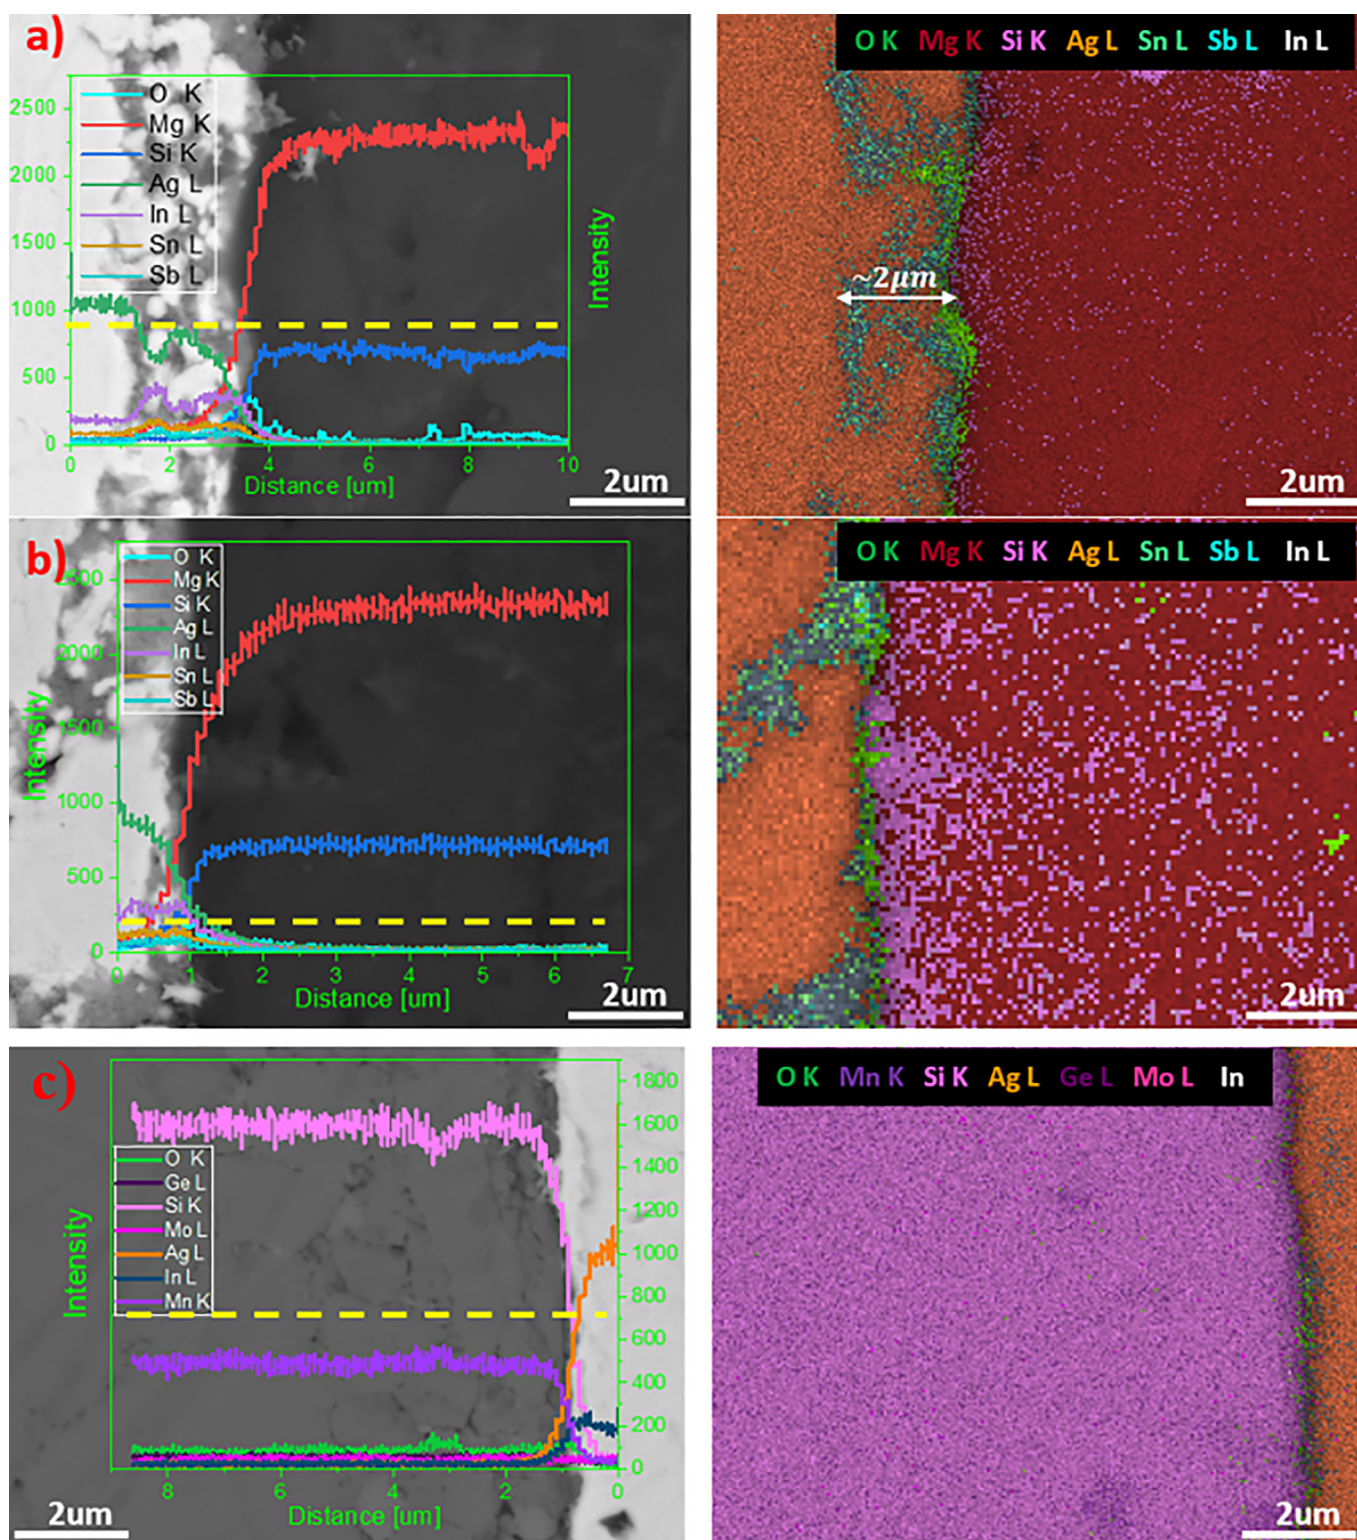 a)
O K
Mg K
Si K
Ag L
In L
Sn L
Sb L
2500
2000
1500
1000
500
0
0 2 4 6 8 10
Distance [um]
Intensity
2um
O K Mg K Si K Ag L Sn L Sb L In L
~2μm
2um
b)
O K
Mg K
Si K
Ag L
In L
Sn L
Sb L
2000
1500
1000
500
0
0 1 2 3 4 5 6 7
Distance [um]
Intensity
2um
O K Mg K Si K Ag L Sn L Sb L In L
2um
c)
O K
Ge L
Si K
Mo L
Ag L
In L
Mn K
1800
1600
1400
1200
1000
800
600
400
200
0
8 6 4 2 0
Distance [um]
Intensity
2um
O K Mn K Si K Ag L Ge L Mo L In
2um